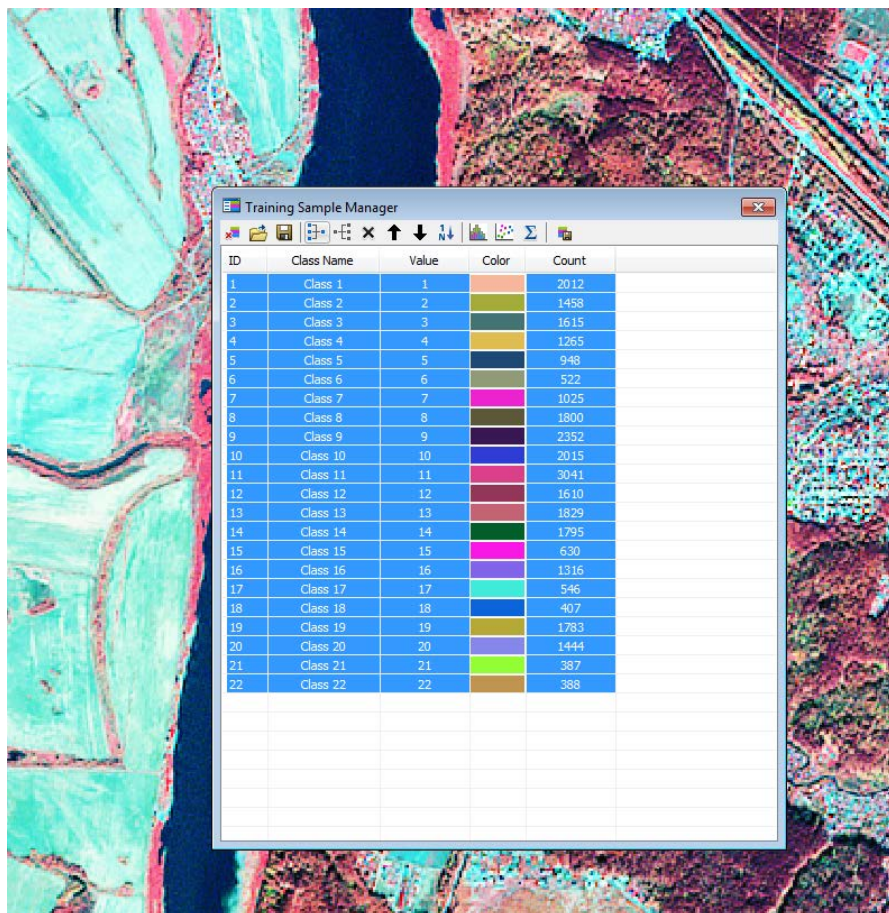 Training Sample Manager
ID Class Name Value Color Count
1 Class 1 1 2012
2 Class 2 2 1458
3 Class 3 3 1615
4 Class 4 4 1265
5 Class 5 5 948
6 Class 6 6 522
7 Class 7 7 1025
8 Class 8 8 1800
9 Class 9 9 2352
10 Class 10 10 2015
11 Class 11 11 3041
12 Class 12 12 1610
13 Class 13 13 1829
14 Class 14 14 1795
15 Class 15 15 630
16 Class 16 16 1316
17 Class 17 17 546
18 Class 18 18 407
19 Class 19 19 1783
20 Class 20 20 1444
21 Class 21 21 387
22 Class 22 22 388